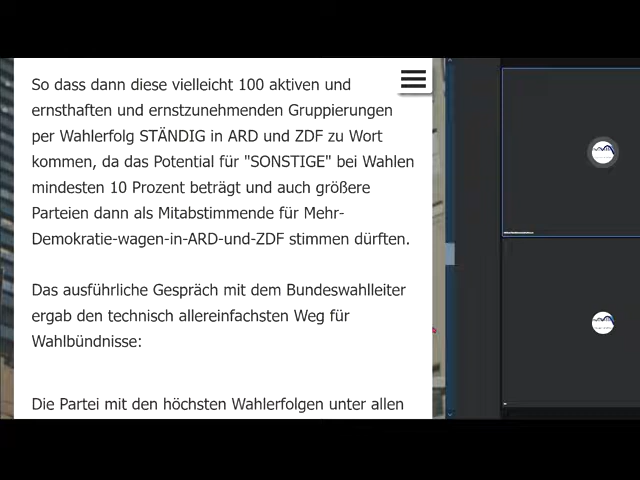 So dass dann diese vielleicht 100 aktiven und
ernsthaften und ernstzunehmenden Gruppierungen
per Wahlerfolg STÄNDIG in ARD und ZDF zu Wort
kommen, da das Potential für "SONSTIGE" bei Wahlen
mindesten 10 Prozent beträgt und auch größere
Parteien dann als Mitabstimmende für Mehr-
Demokratie-wagen-in-ARD-und-ZDF stimmen dürften.
Das ausführliche Gespräch mit dem Bundeswahlleiter
ergab den technisch allereinfachsten Weg für
Wahlbündnisse:
Die Partei mit den höchsten Wahlerfolgen unter allen